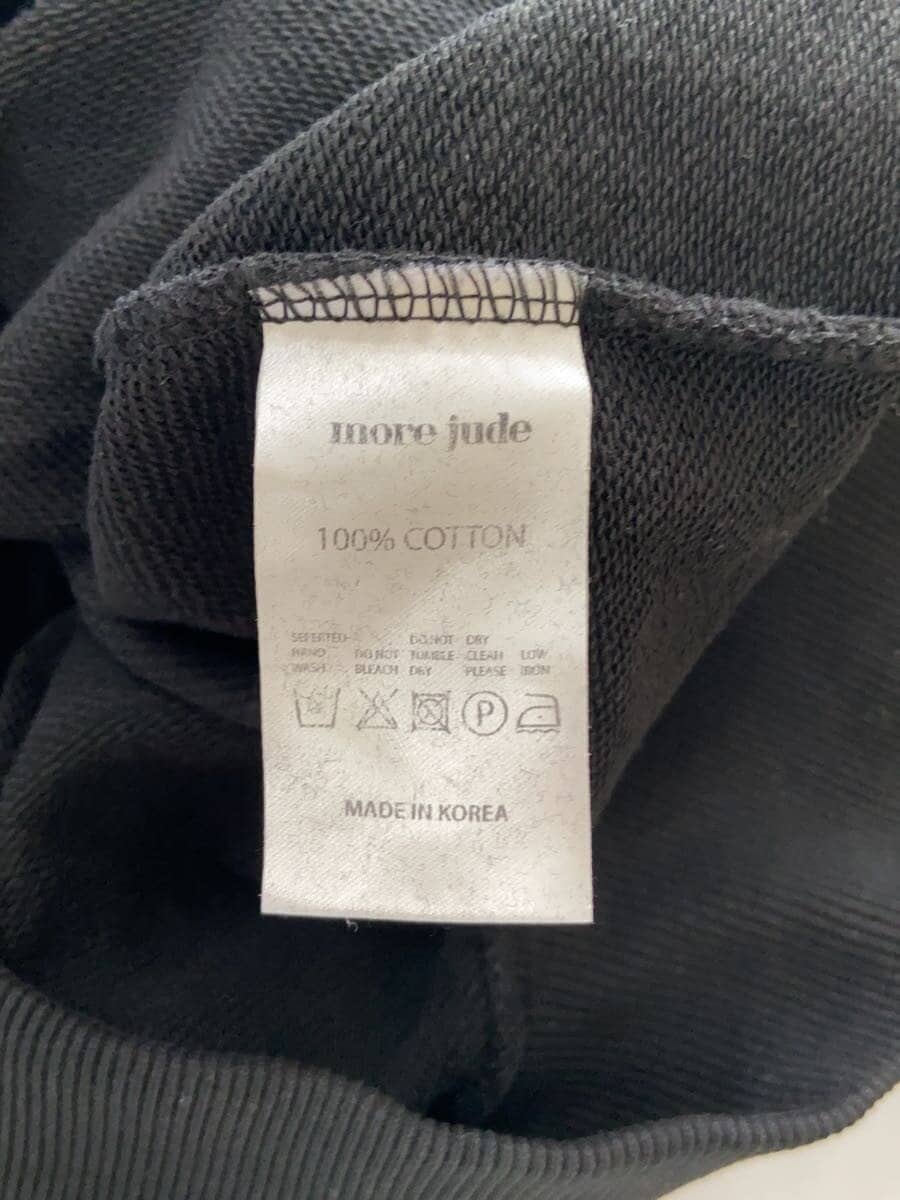 more jude
100% COTTON
DO NOT DRY
HAND DO NOT TUMBLE CLEAN LOW
WASH BLEACH DRY PLEASE IRON
P
MADE IN KOREA